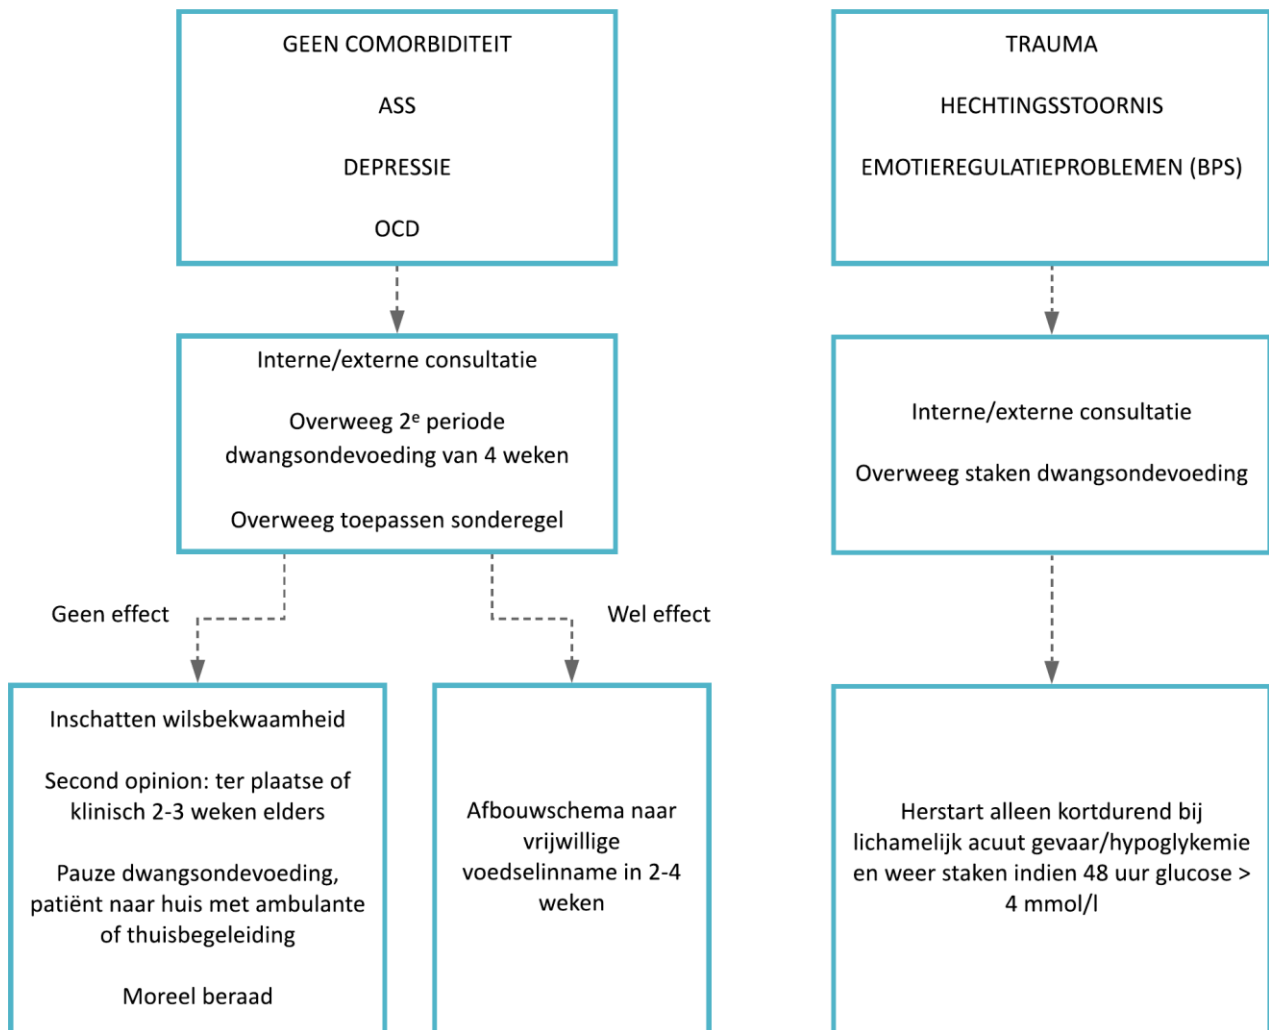 GEEN COMORBIDITEIT
ASS
DEPRESSIE
OCD
TRAUMA
HECHTINGSSTOORNIS
EMOTIEREGULATIEPROBLEMEN (BPS)
Interne/externe consultatie
Overweeg 2e periode
dwangsondevoeding van 4 weken
Overweeg toepassen sonderegel
Interne/externe consultatie
Overweeg staken dwangsondevoeding
Geen effect
Wel effect
Inschatten wilsbekwaamheid
Second opinion: ter plaatse of
klinisch 2-3 weken elders
Pauze dwangsondevoeding,
patiënt naar huis met ambulante
of thuisbegeleiding
Moreel beraad
Afbouwschema naar
vrijwillige
voedselinname in 2-4
weken
Herstart alleen kortdurend bij
lichamelijk acuut gevaar/hypoglykemie
en weer staken indien 48 uur glucose >
4 mmol/l